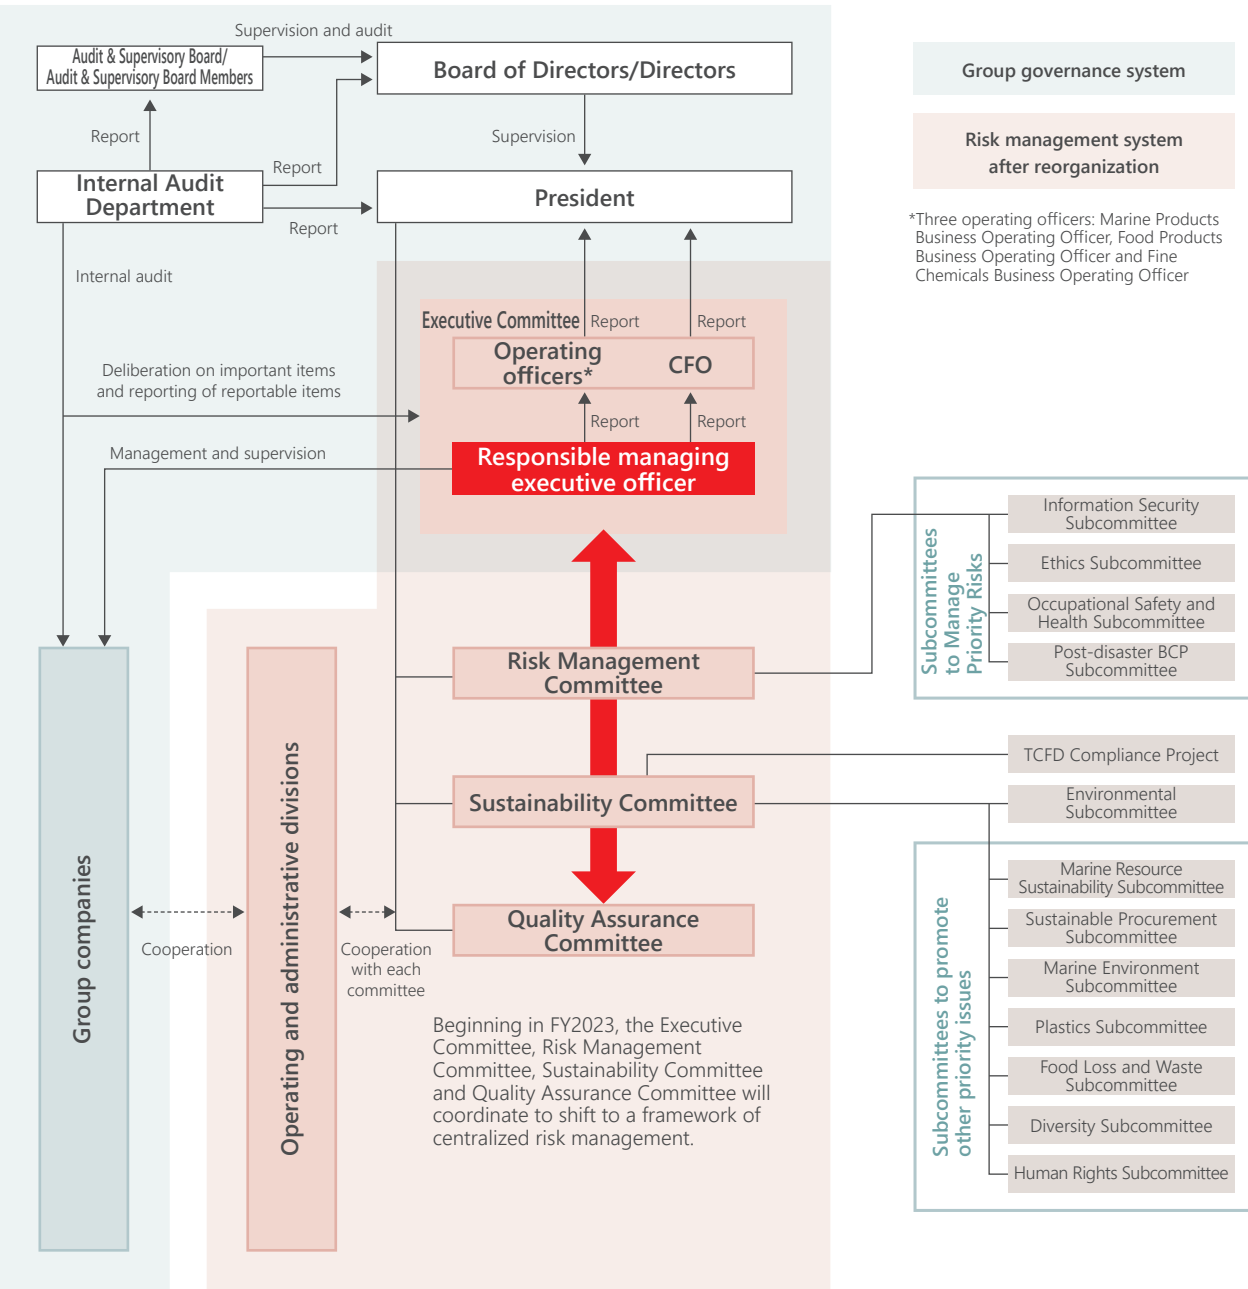 Supervision and audit
Audit & Supervisory Board/
Audit & Supervisory Board Members
Board of Directors/Directors
Group governance system
Report
Supervision
Risk management system
after reorganization
Report
Internal Audit
Department
President
Report
*Three operating officers: Marine Products
Business Operating Officer, Food Products
Business Operating Officer and Fine
Chemicals Business Operating Officer
Internal audit
Executive Committee
Report
Report
Operating
officers*
CFO
Deliberation on important items
and reporting of reportable items
Report
Report
Management and supervision
Responsible managing
executive officer
Subcommittees
to Manage
Priority Risks
Information Security
Subcommittee
Ethics Subcommittee
Occupational Safety and
Health Subcommittee
Post-disaster BCP
Subcommittee
Risk Management
Committee
TCFD Compliance Project
Environmental
Subcommittee
Sustainability Committee
Subcommittees to promote
other priority issues
Marine Resource
Sustainability Subcommittee
Sustainable Procurement
Subcommittee
Marine Environment
Subcommittee
Plastics Subcommittee
Food Loss and Waste
Subcommittee
Diversity Subcommittee
Human Rights Subcommittee
Quality Assurance
Committee
Group companies
Cooperation
Operating and administrative divisions
Cooperation
with each
committee
Beginning in FY2023, the Executive
Committee, Risk Management
Committee, Sustainability Committee
and Quality Assurance Committee will
coordinate to shift to a framework of
centralized risk management.